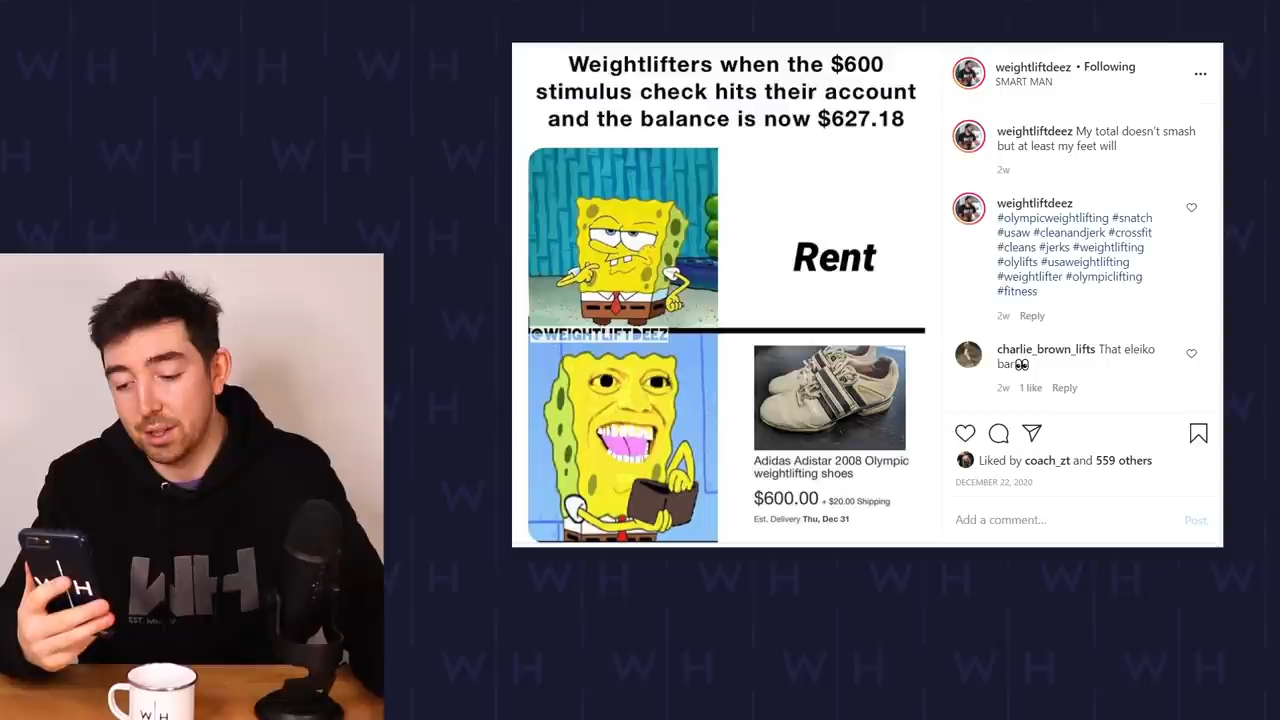 Weightlifters when the $600
stimulus check hits their account
and the balance is now $627.18
Rent
@WEIGHTLIFTDEEZ
Adidas Adistar 2008 Olympic
weightlifting shoes
$600.00 + $20.00 Shipping
Est. Delivery Thu, Dec 31
weightliftdeez • Following
SMART MAN
weightliftdeez My total doesn't smash
but at least my feet will
2w
weightliftdeez
#olympicweightlifting #snatch
#usaw #cleanandjerk #crossfit
#cleans #jerks #weightlifting
#olylifts #usaweightlifting
#weightlifter #olympiclifting
#fitness
2w Reply
charlie_brown_lifts That eleiko
bar👀
2w 1 like Reply
Liked by coach_zt and 559 others
DECEMBER 22, 2020
Add a comment... Post
WH
W H
W H